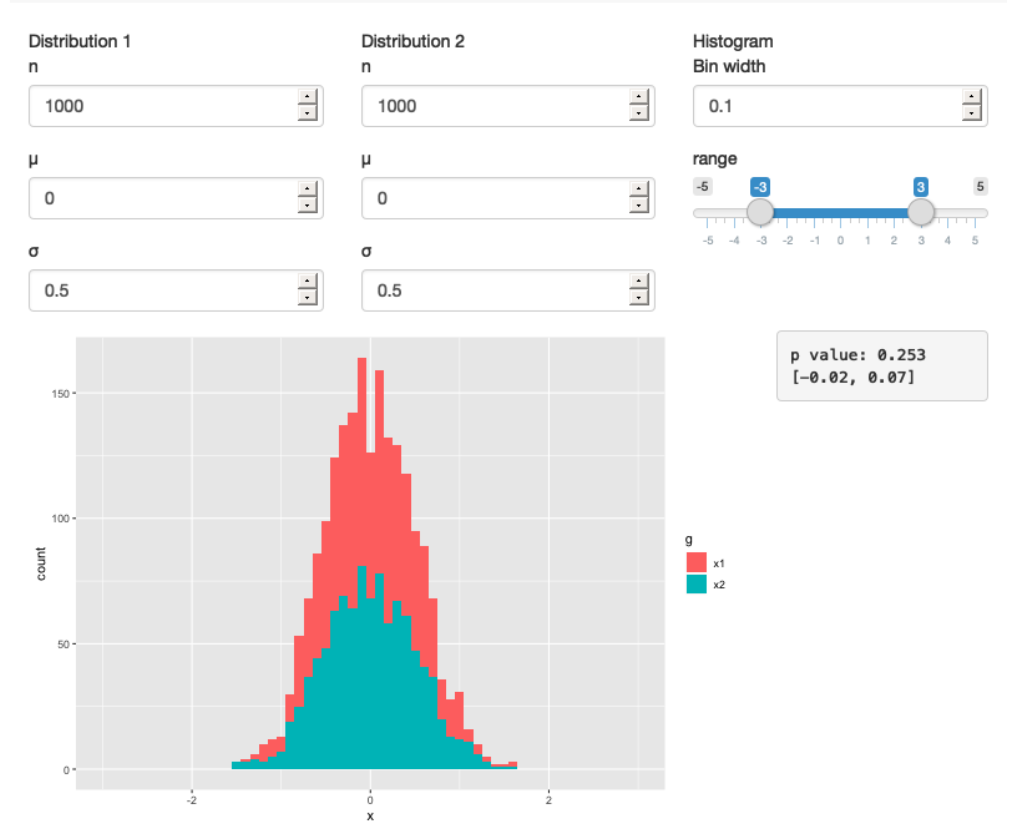 Distribution 1
n
1000
μ
0
σ
0.5
Distribution 2
n
1000
μ
0
σ
0.5
Histogram
Bin width
0.1
range
-5 -3 3 5
-5 -4 -3 -2 -1 0 1 2 3 4 5
p value: 0.253
[-0.02, 0.07]
count
150
100
50
0
-2 0 2
x
g
x1
x2